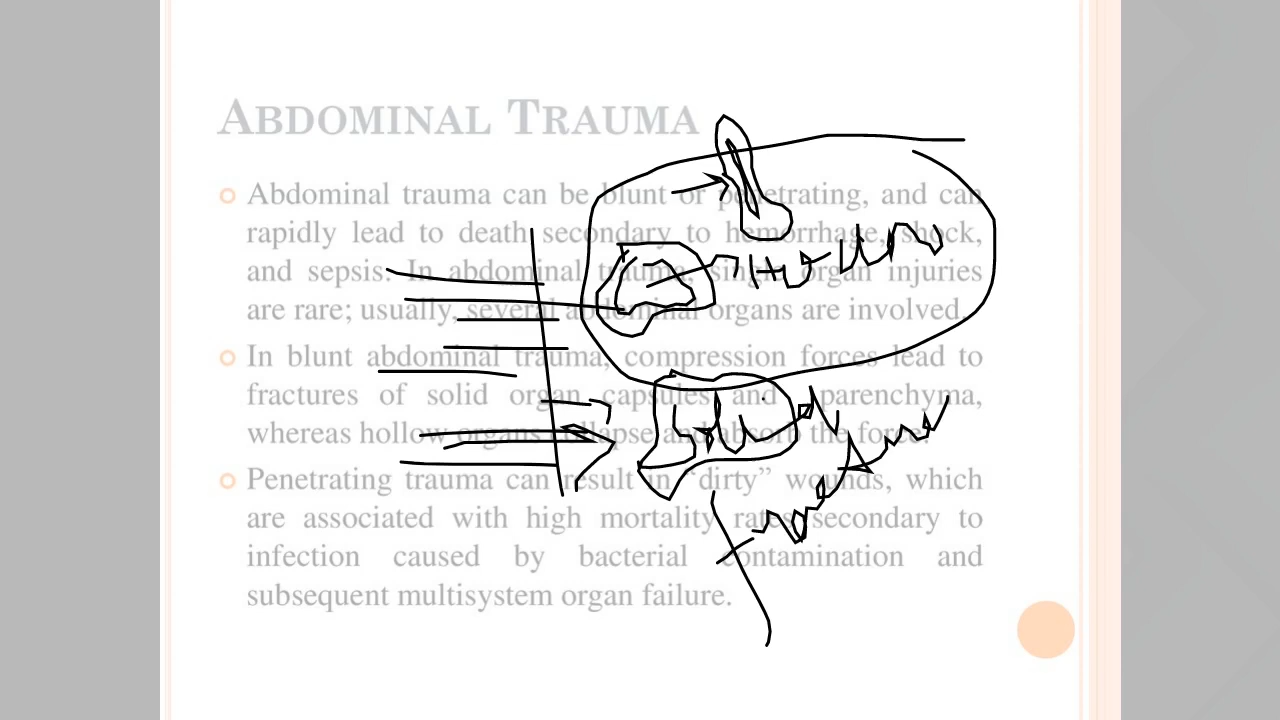 ABDOMINAL TRAUMA
Abdominal trauma can be blunt or penetrating, and can
rapidly lead to death secondary to hemorrhage, shock,
and sepsis. In abdominal trauma, single organ injuries
are rare; usually, several abdominal organs are involved.
In blunt abdominal trauma, compression forces lead to
fractures of solid organ capsules and parenchyma,
whereas hollow organs collapse and absorb the force.
Penetrating trauma can result in “dirty” wounds, which
are associated with high mortality rates secondary to
infection caused by bacterial contamination and
subsequent multisystem organ failure.